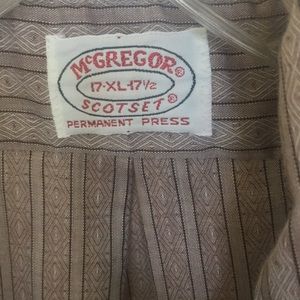 McGREGOR®
17-XL-17½
SCOTSET®
PERMANENT PRESS